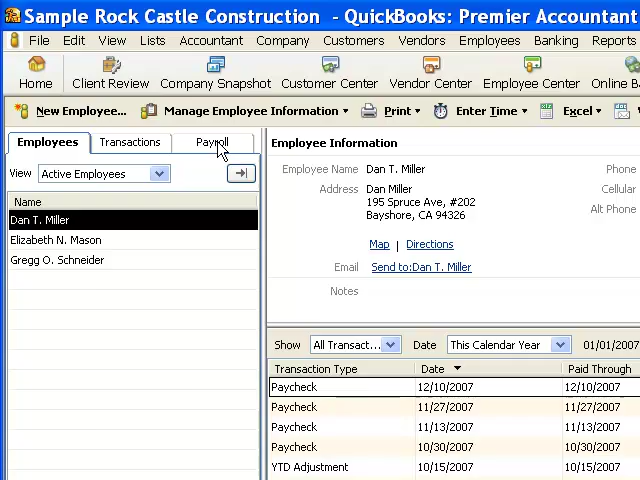 Sample Rock Castle Construction - QuickBooks: Premier Accountant
File Edit View Lists Accountant Company Customers Vendors Employees Banking Reports
Home Client Review Company Snapshot Customer Center Vendor Center Employee Center Online Ba
New Employee... Manage Employee Information Print Enter Time Excel
Employees Transactions Payroll
View Active Employees
Name
Dan T. Miller
Elizabeth N. Mason
Gregg O. Schneider
Employee Information
Employee Name Dan T. Miller Phone
Address Dan Miller Cellular
195 Spruce Ave, #202 Alt Phone
Bayshore, CA 94326
Map | Directions
Email Send to:Dan T. Miller
Notes
Show All Transact... Date This Calendar Year 01/01/2007
Transaction Type Date Paid Through
Paycheck 12/10/2007 12/10/2007
Paycheck 11/27/2007 11/27/2007
Paycheck 11/13/2007 11/13/2007
Paycheck 10/30/2007 10/30/2007
YTD Adjustment 10/15/2007 10/15/2007